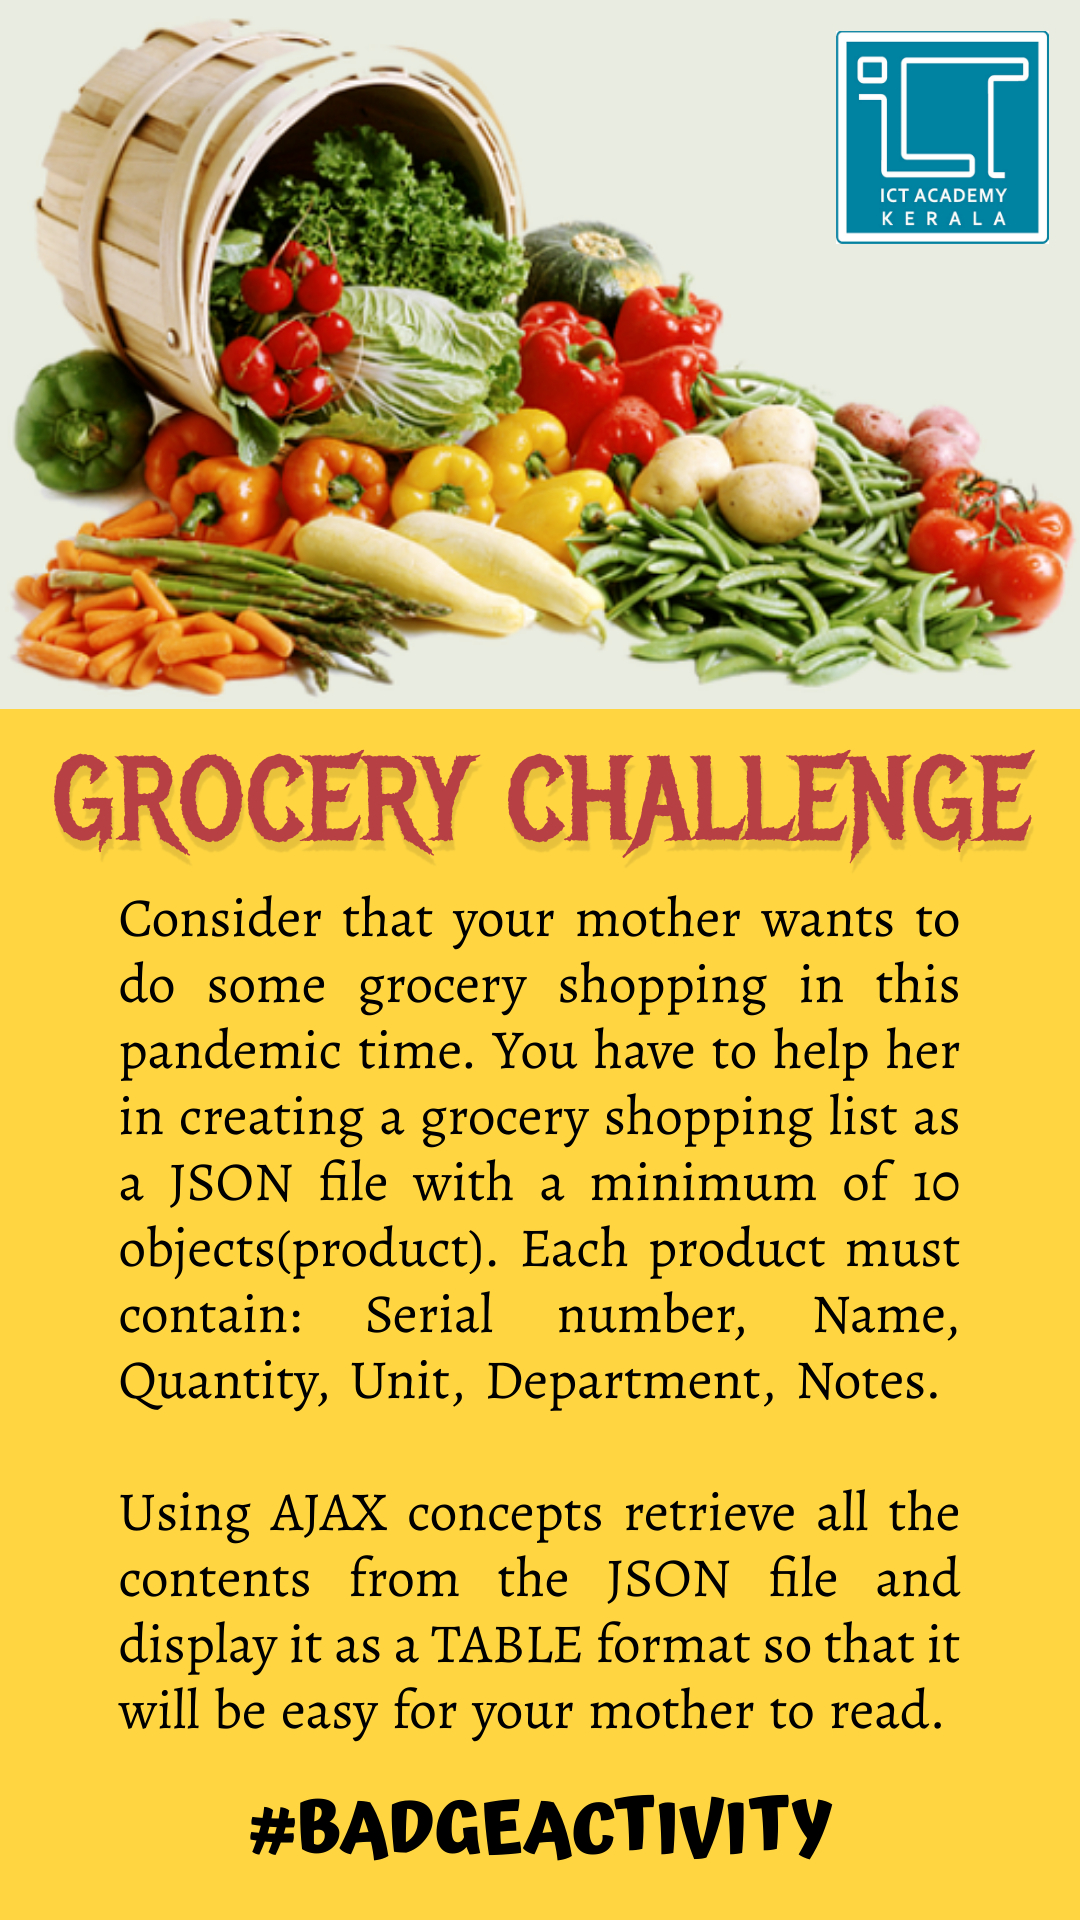 ICT ACADEMY
KERALA
GROCERY CHALLENGE
Consider that your mother wants to
do some grocery shopping in this
pandemic time. You have to help her
in creating a grocery shopping list as
a JSON file with a minimum of 10
objects(product). Each product must
contain: Serial number, Name,
Quantity, Unit, Department, Notes.
Using AJAX concepts retrieve all the
contents from the JSON file and
display it as a TABLE format so that it
will be easy for your mother to read.
#BADGEACTIVITY